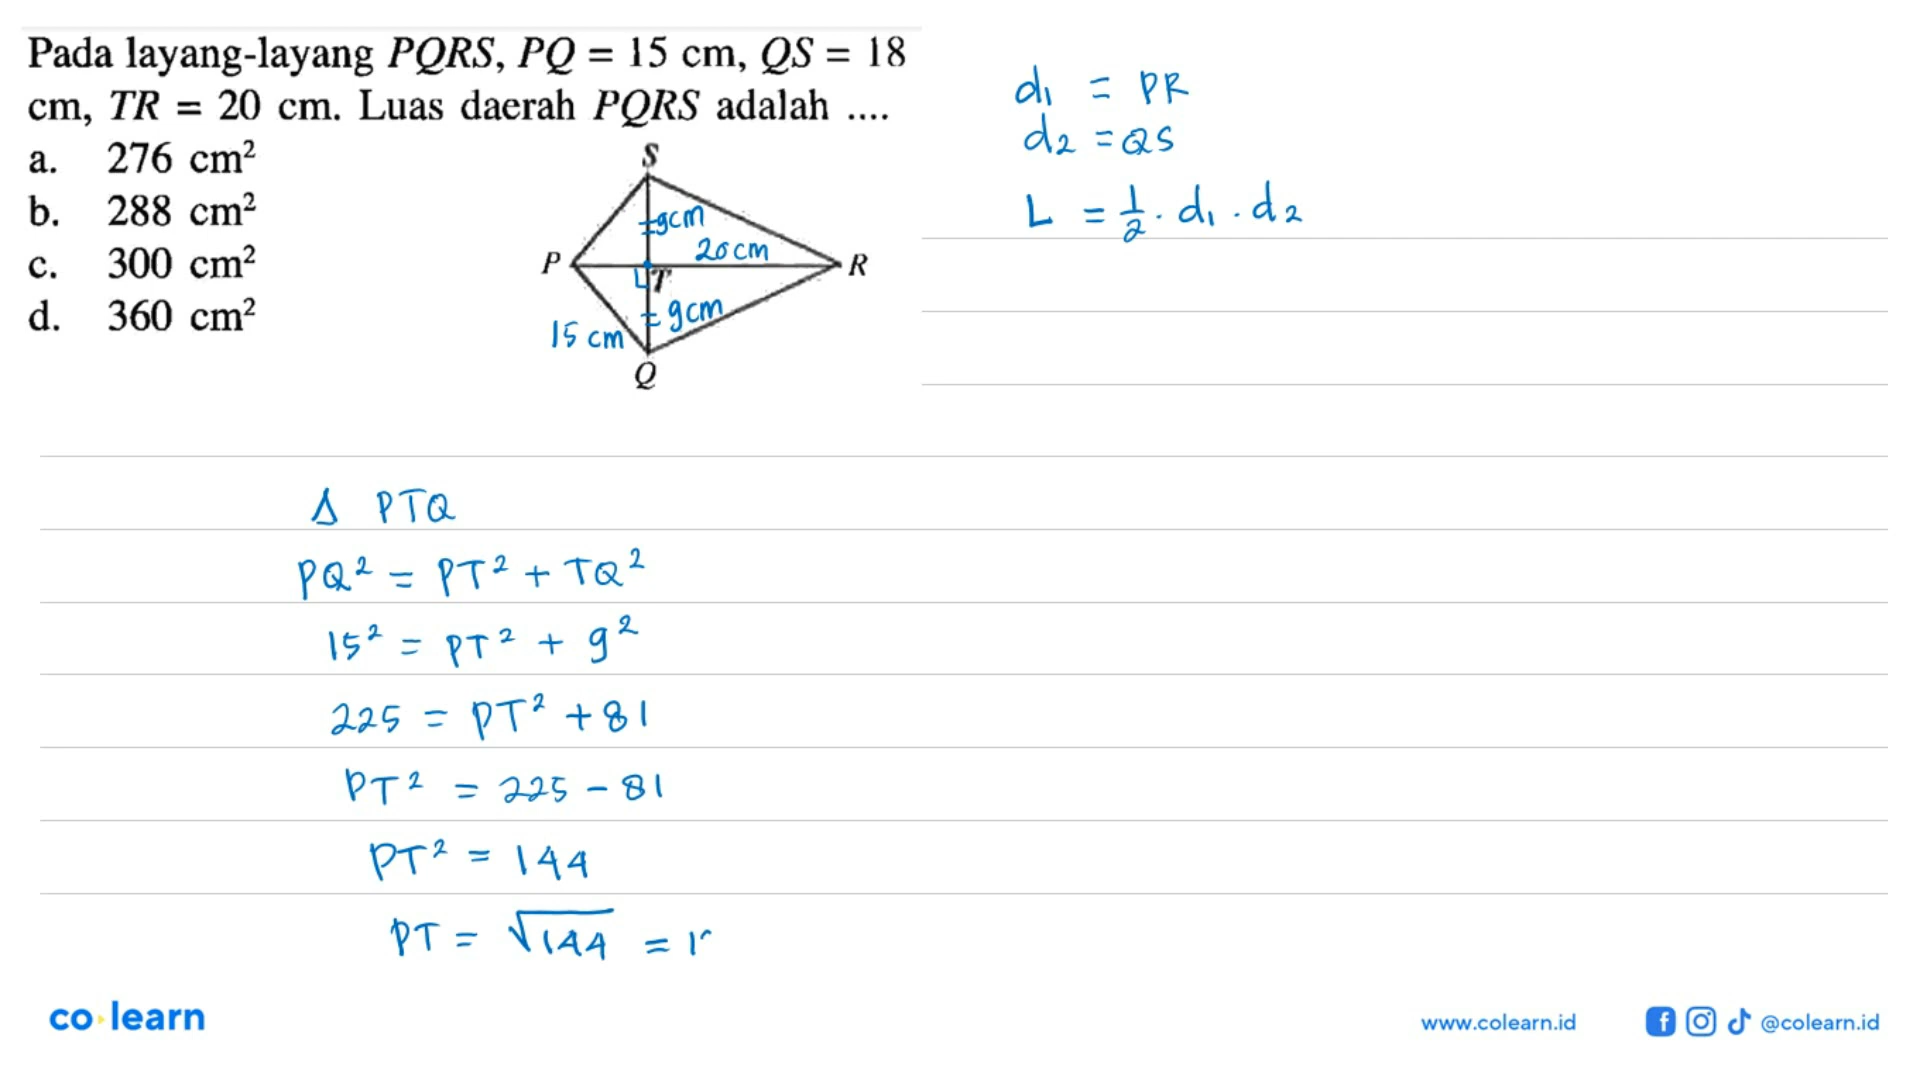 Pada layang-layang PQRS, PQ = 15 cm, QS = 18
cm, TR = 20 cm. Luas daerah PQRS adalah ....
a. 276 cm²
b. 288 cm²
c. 300 cm²
d. 360 cm²
S
9cm
20 cm
P
T
R
9cm
15 cm
Q
d₁ = PR
d₂ = QS
L = 1/2 · d₁ · d₂
Δ PTQ
PQ² = PT² + TQ²
15² = PT² + 9²
225 = PT² + 81
PT² = 225 - 81
PT² = 144
PT = √144 = 1
co learn
www.colearn.id
@colearn.id